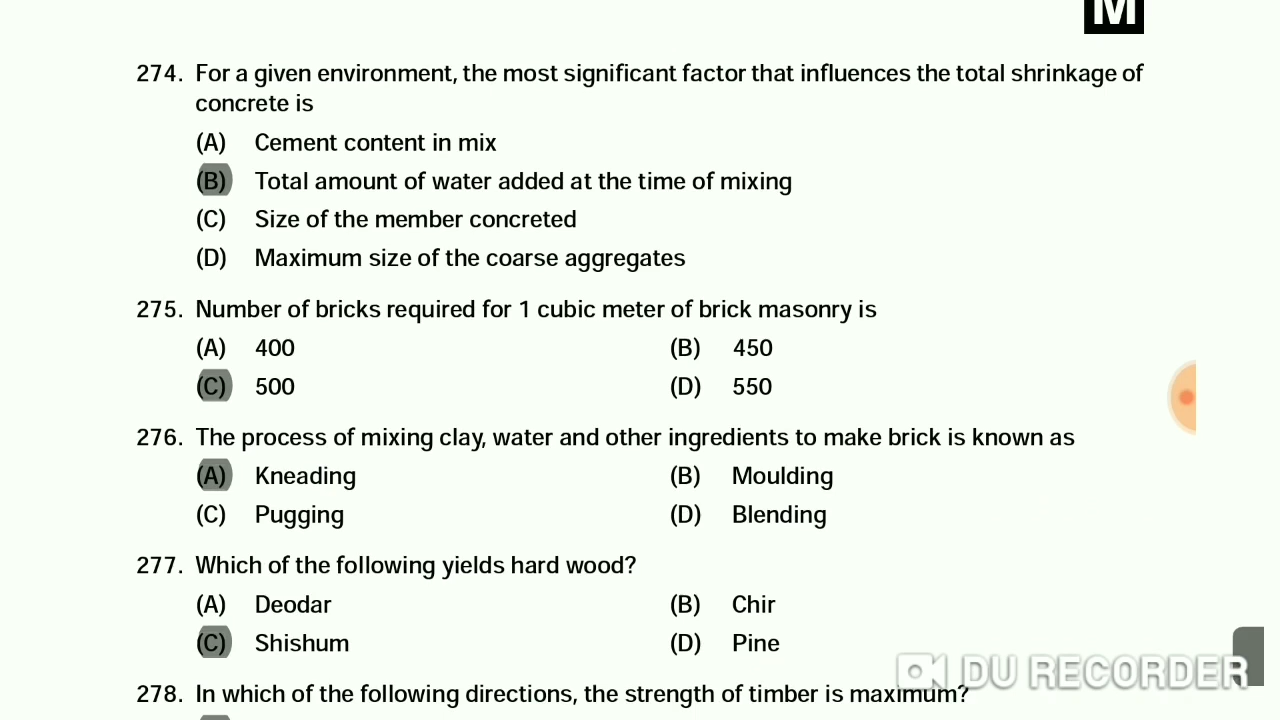 M
274. For a given environment, the most significant factor that influences the total shrinkage of
concrete is
(A) Cement content in mix
(B) Total amount of water added at the time of mixing
(C) Size of the member concreted
(D) Maximum size of the coarse aggregates
275. Number of bricks required for 1 cubic meter of brick masonry is
(A) 400 (B) 450
(C) 500 (D) 550
276. The process of mixing clay, water and other ingredients to make brick is known as
(A) Kneading (B) Moulding
(C) Pugging (D) Blending
277. Which of the following yields hard wood?
(A) Deodar (B) Chir
(C) Shishum (D) Pine
DU RECORDER
278. In which of the following directions, the strength of timber is maximum?